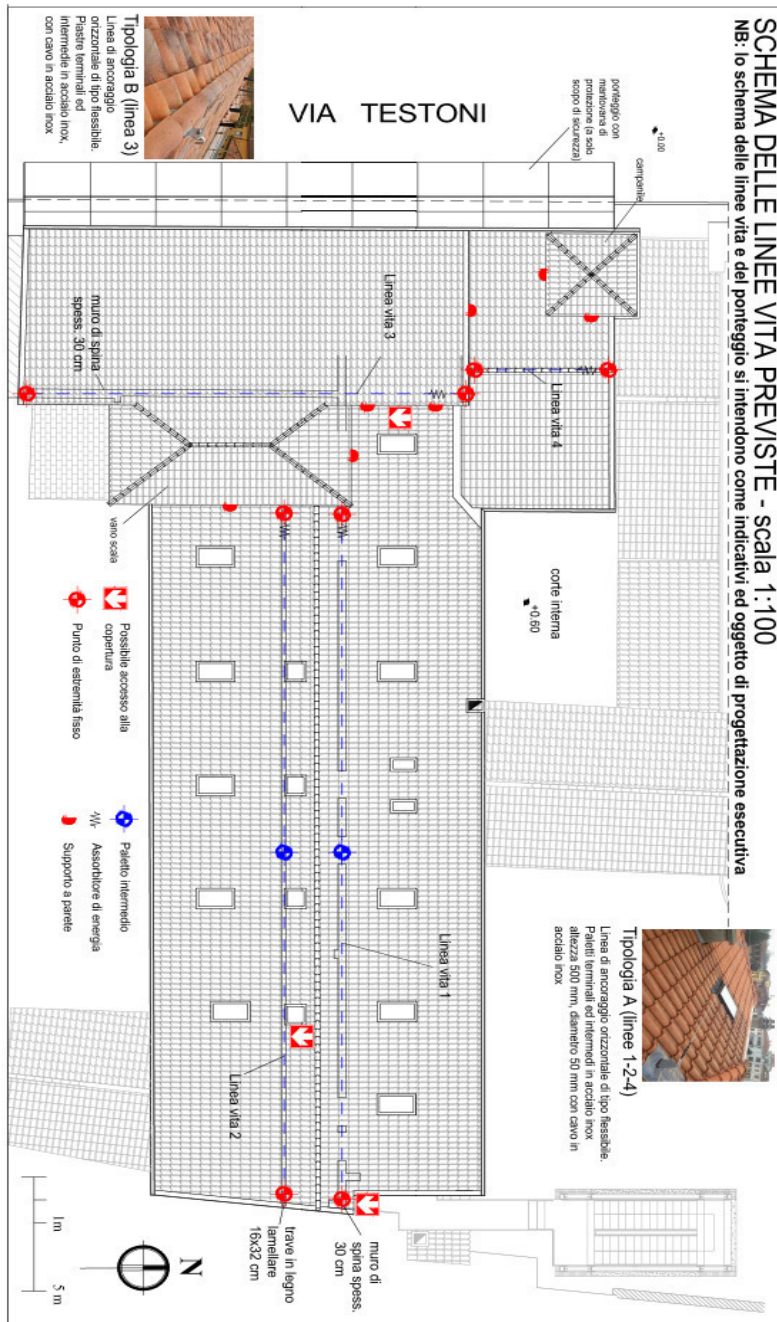 SCHEMA DELLE LINEE VITA PREVISTE - scala 1:100
NB: lo schema delle linee vita e del ponteggio si intendono come indicativi ed oggetto di progettazione esecutiva
Tipologia B (linea 3)
Linea di ancoraggio
orizzontale di tipo flessibile.
Piastre terminali ed
intermedie in acciaio inox,
con cavo in acciaio inox
VIA TESTONI
ponteggio con
mantovana di
protezione (a solo
scopo di sicurezza)
+0.00
campanile
muro di spina
spess. 30 cm
Linea vita 3
Linea vita 4
vano scala
corte interna
+0.60
Possibile accesso alla
copertura
Punto di estremità fisso
Paletto intermedio
Assorbitore di energia
Supporto a parete
Tipologia A (linee 1-2-4)
Linea di ancoraggio orizzontale di tipo flessibile.
Paletti terminali ed intermedi in acciaio inox
altezza 500 mm, diametro 50 mm con cavo in
acciaio inox
Linea vita 1
Linea vita 2
muro di
spina spess.
30 cm
trave in legno
lamellare
16x32 cm
N
1m
5 m